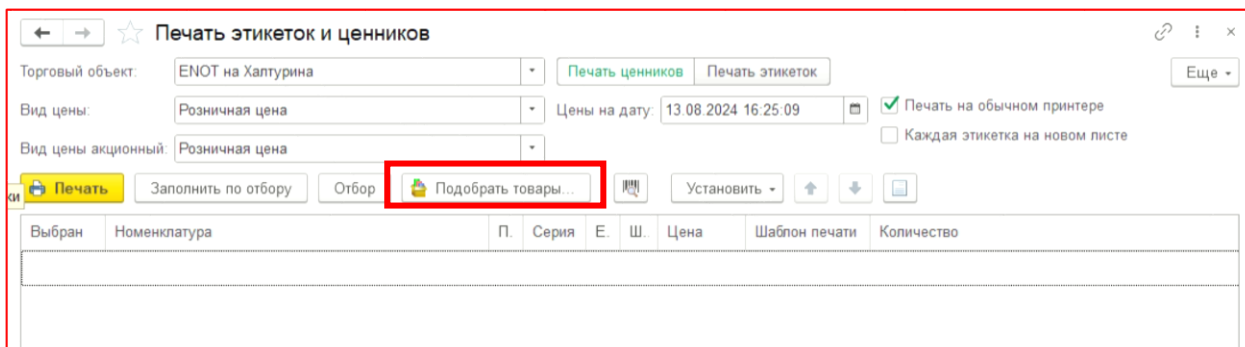 Печать этикеток и ценников
Торговый объект: ENOT на Халтурина Печать ценников Печать этикеток Еще
Вид цены: Розничная цена Цены на дату: 13.08.2024 16:25:09 Печать на обычном принтере
Каждая этикетка на новом листе
Вид цены акционный: Розничная цена
ки Печать Заполнить по отбору Отбор Подобрать товары... Установить
Выбран Номенклатура П. Серия Е. Ш.. Цена Шаблон печати Количество